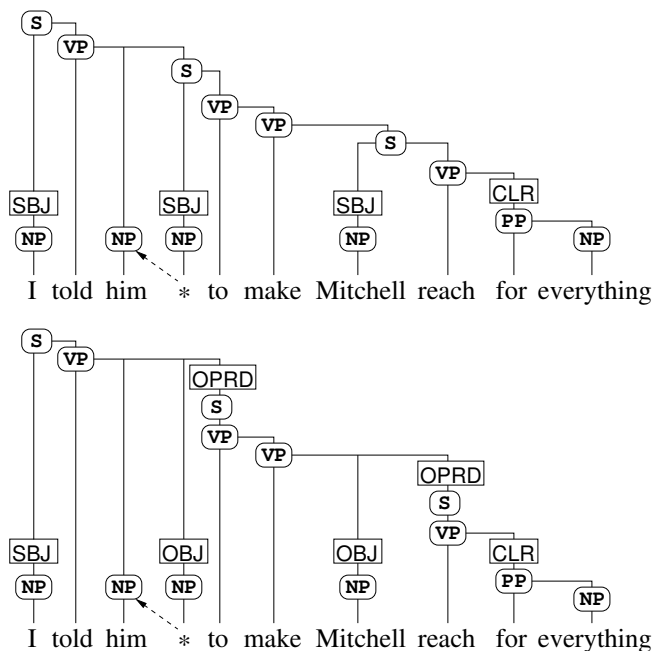 S
VP
S
VP
VP
S
VP
SBJ SBJ SBJ CLR
PP
NP NP NP NP NP
I told him * to make Mitchell reach for everything
S
VP
OPRD
S
VP
VP
OPRD
S
VP
SBJ OBJ OBJ CLR
NP NP NP NP PP
NP
I told him * to make Mitchell reach for everything